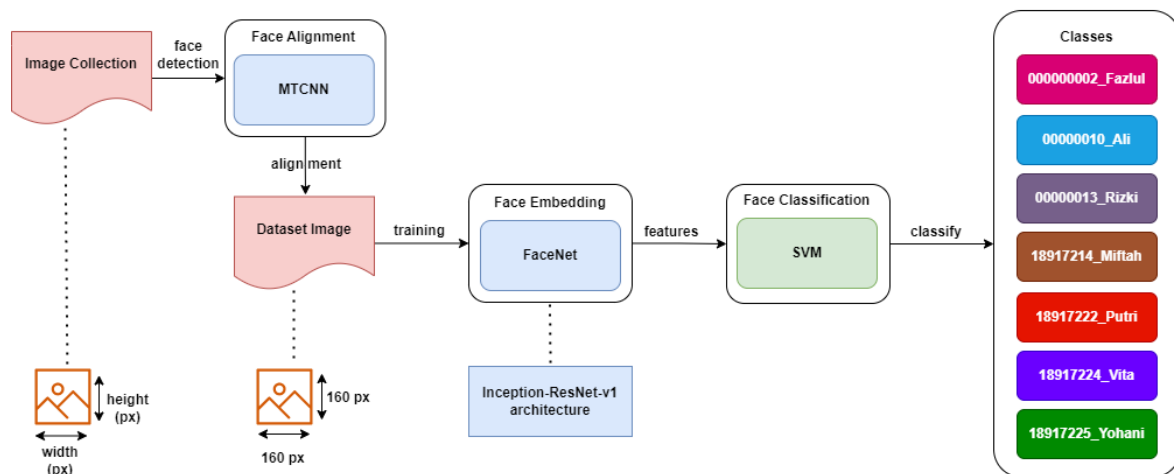 Image Collection
face
detection
Face Alignment
MTCNN
alignment
Dataset Image
training
Face Embedding
FaceNet
features
Face Classification
SVM
classify
Classes
000000002_Fazlul
00000010_Ali
00000013_Rizki
18917214_Miftah
18917222_Putri
18917224_Vita
18917225_Yohani
height
(px)
width
(px)
160 px
160 px
Inception-ResNet-v1
architecture